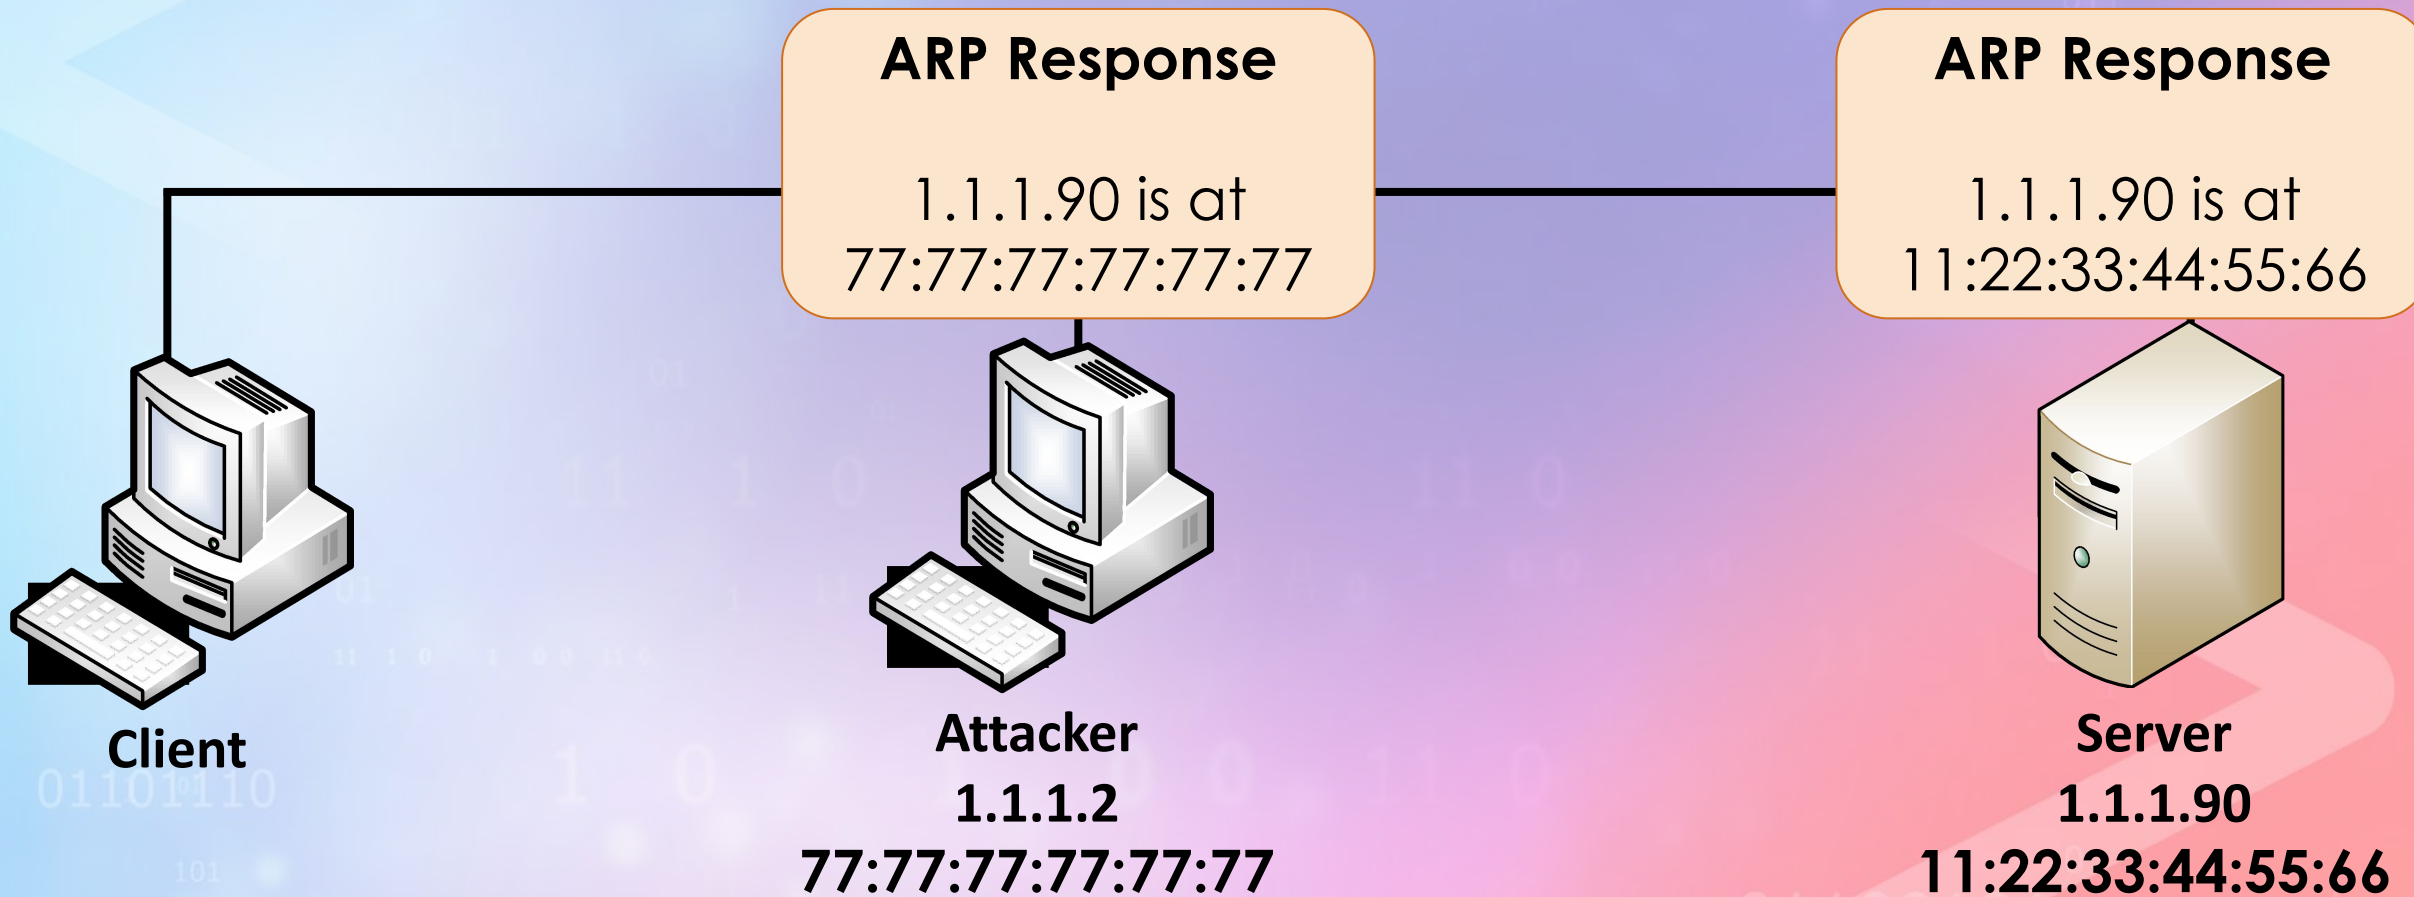 ARP Response
1.1.1.90 is at
77:77:77:77:77:77
ARP Response
1.1.1.90 is at
11:22:33:44:55:66
Client
Attacker
1.1.1.2
77:77:77:77:77:77
Server
1.1.1.90
11:22:33:44:55:66
01101110
101